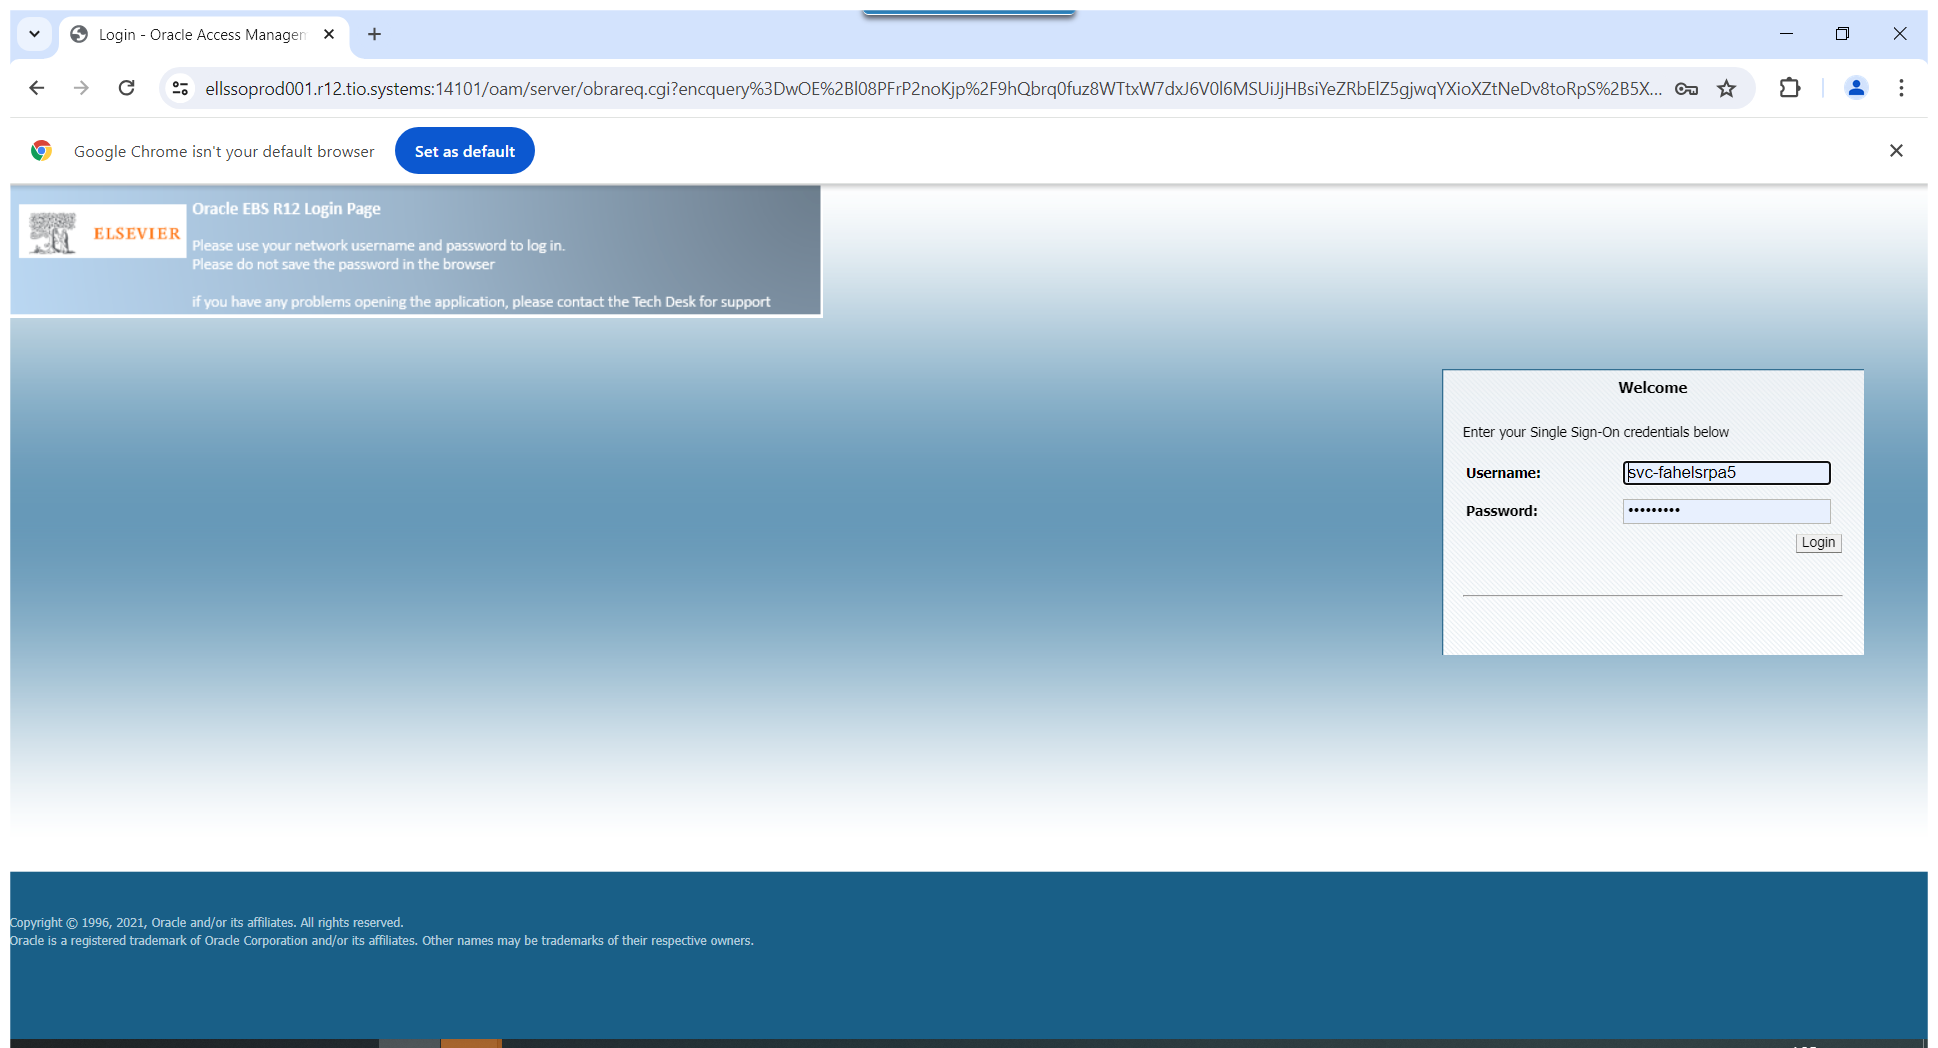 Login - Oracle Access Managem
ellssoprod001.r12.tio.systems:14101/oam/server/obrareq.cgi?encquery%3DwOE%2Bl08PFrP2noKjp%2F9hQbrq0fuz8WTtxW7dxJ6V0l6MSUiJjHBsiYeZRbElZ5gjwqYXioXZtNeDv8toRpS%2B5X...
Google Chrome isn't your default browser
Set as default
ELSEVIER
Oracle EBS R12 Login Page
Please use your network username and password to log in.
Please do not save the password in the browser
if you have any problems opening the application, please contact the Tech Desk for support
Welcome
Enter your Single Sign-On credentials below
Username: svc-fahelsrpa5
Password: •••••••••
Login
Copyright © 1996, 2021, Oracle and/or its affiliates. All rights reserved.
Oracle is a registered trademark of Oracle Corporation and/or its affiliates. Other names may be trademarks of their respective owners.